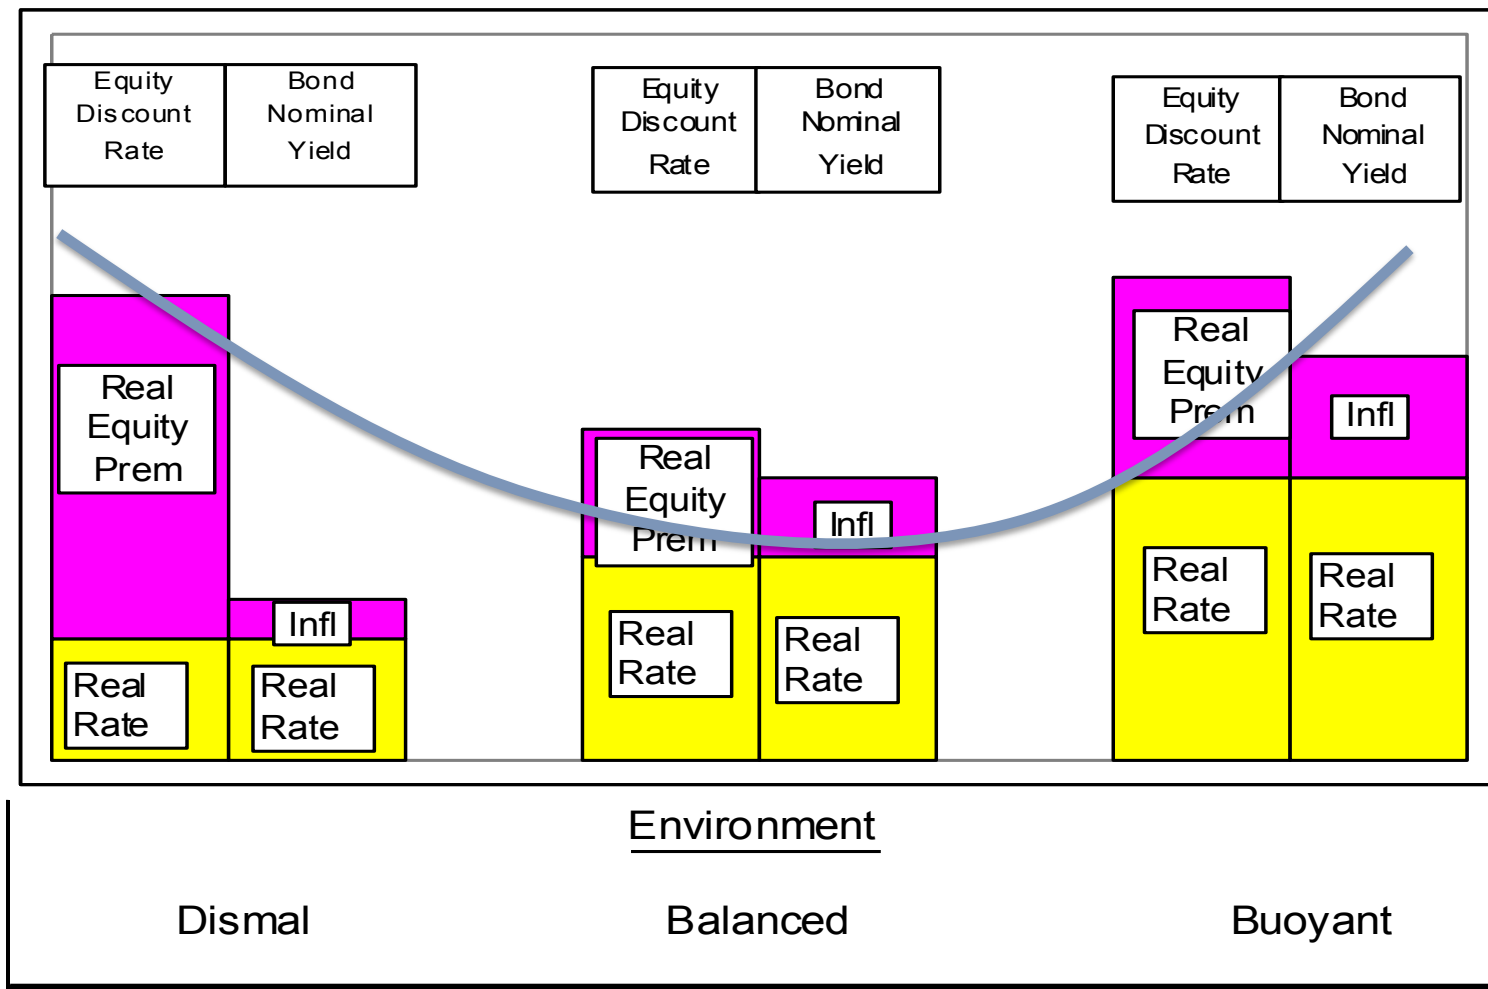 Equity
Discount
Rate
Bond
Nominal
Yield
Equity
Discount
Rate
Bond
Nominal
Yield
Equity
Discount
Rate
Bond
Nominal
Yield
Real
Equity
Prem
Infl
Real
Rate
Real
Rate
Real
Equity
Prem
Infl
Real
Rate
Real
Rate
Real
Equity
Prem
Infl
Real
Rate
Real
Rate
Environment
Dismal
Balanced
Buoyant